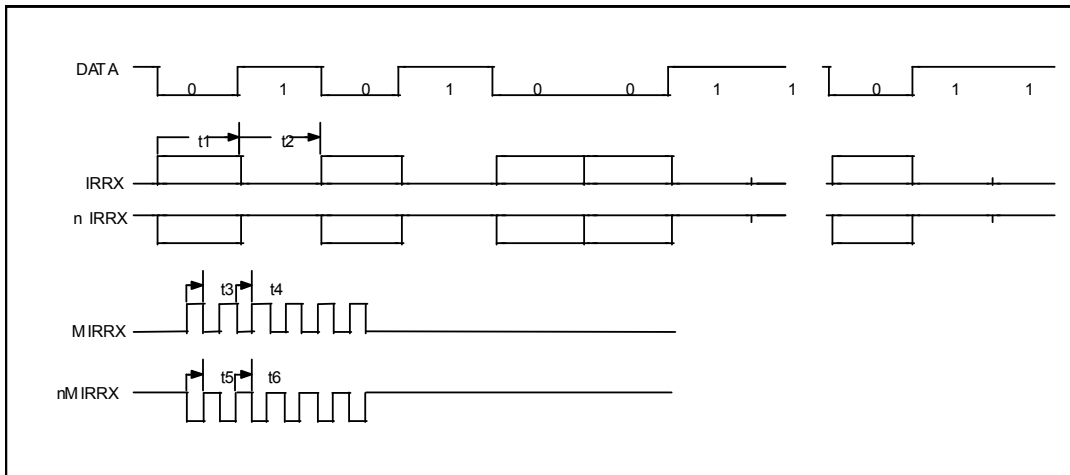 DATA
0 1 0 1 0 0 1 1 0 1 1
t1 t2
IRRX
n IRRX
t3 t4
MIRRX
t5 t6
nMIRRX